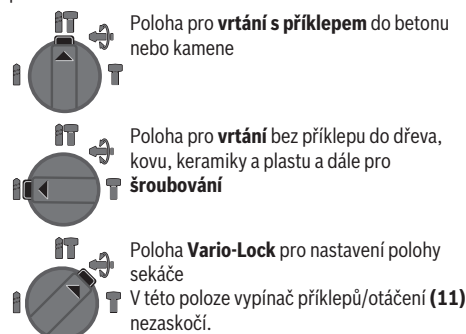 Poloha pro vrtání s příklepem do betonu
nebo kamene
Poloha pro vrtání bez příklepu do dřeva,
kovu, keramiky a plastu a dále pro
šroubování
Poloha Vario-Lock pro nastavení polohy
sekáče
V této poloze vypínač příklepů/otáčení (11)
nezaskočí.